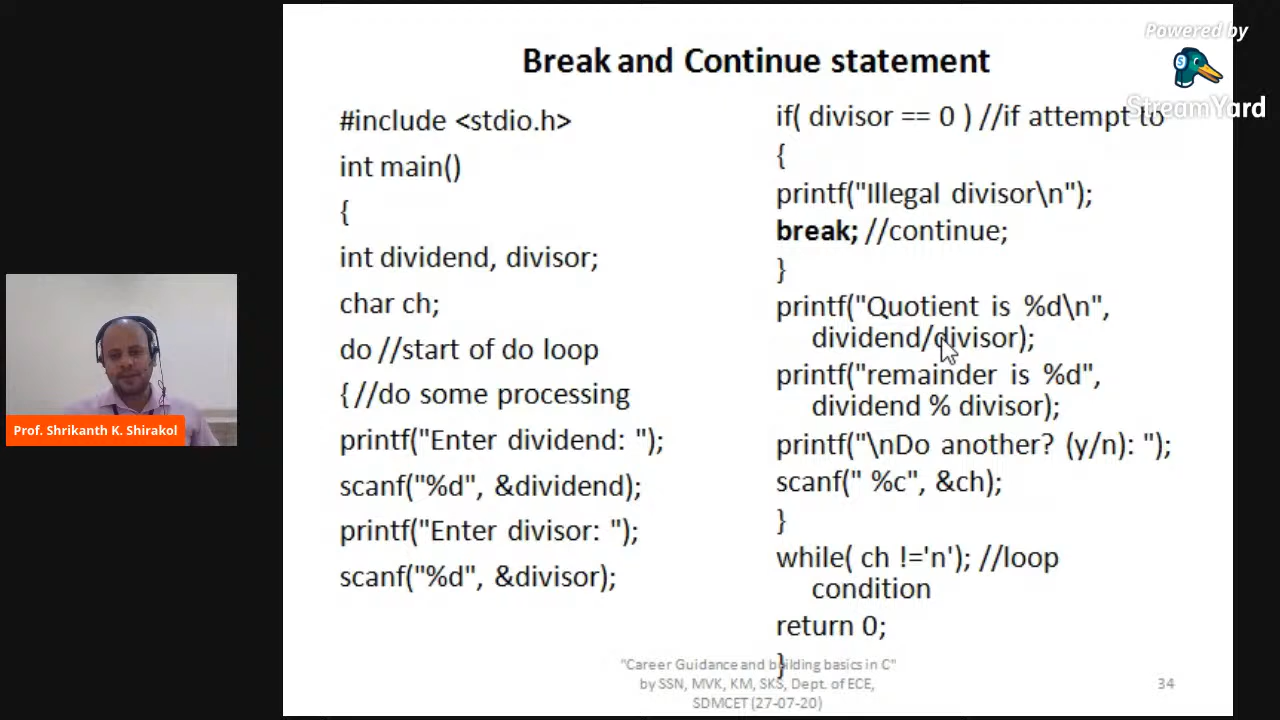 Break and Continue statement
#include <stdio.h>
int main()
{
int dividend, divisor;
char ch;
do //start of do loop
{ //do some processing
printf("Enter dividend: ");
scanf("%d", &dividend);
printf("Enter divisor: ");
scanf("%d", &divisor);
if( divisor == 0 ) //if attempt to
{
printf("Illegal divisor\n");
break; //continue;
}
printf("Quotient is %d\n",
dividend/divisor);
printf("remainder is %d",
dividend % divisor);
printf("\nDo another? (y/n): ");
scanf(" %c", &ch);
}
while( ch !='n'); //loop
condition
return 0;
}
"Career Guidance and building basics in C"
by SSN, MVK, KM, SKS, Dept. of ECE,
SDMCET (27-07-20)
34
Powered by
S
StreamYard
Prof. Shrikanth K. Shirakol